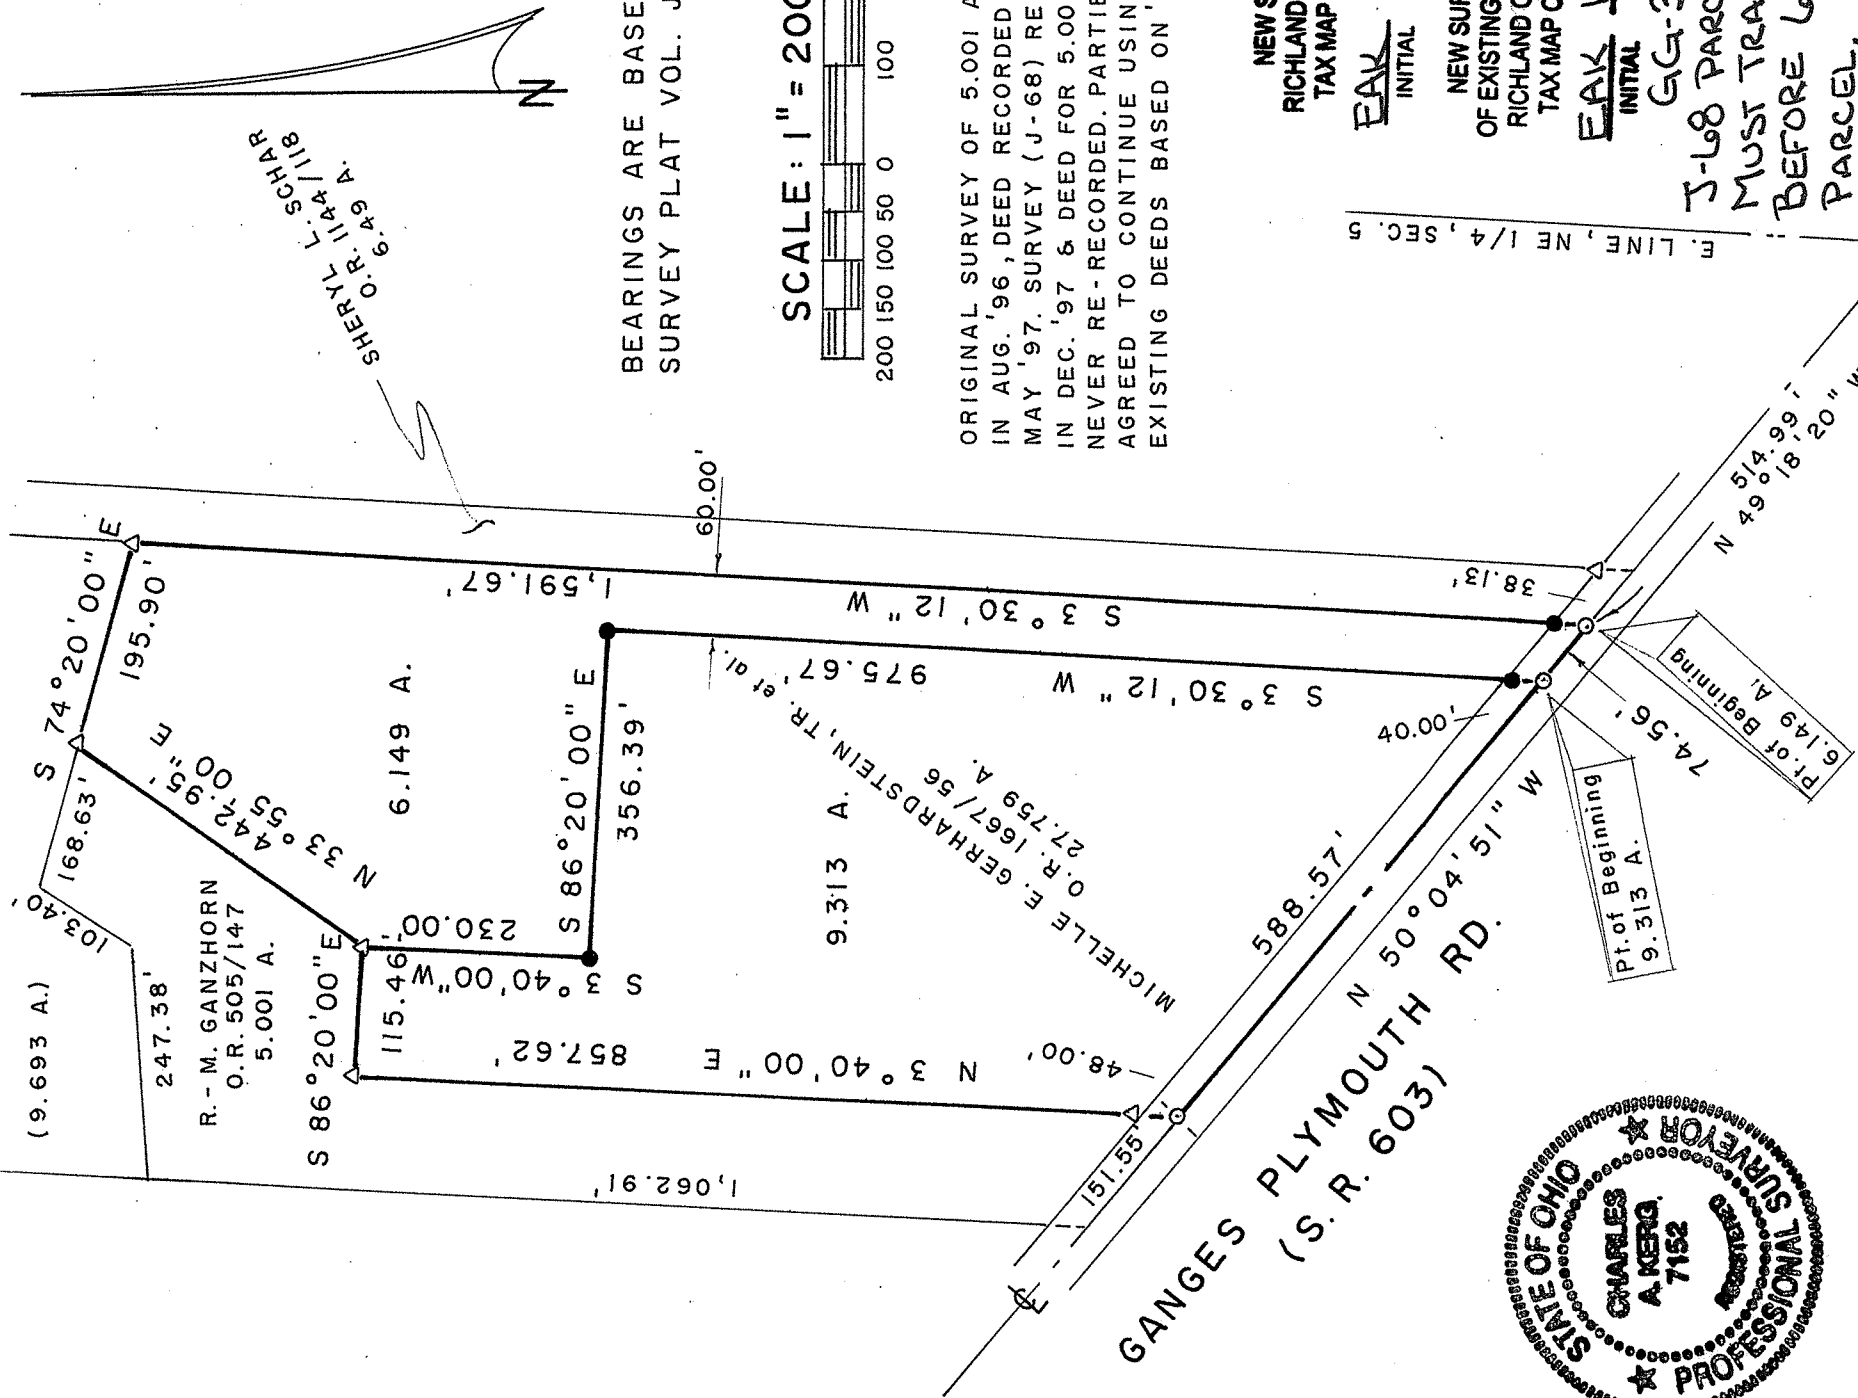 N
SHERYL L. SCHAR
O.R. 1144/118
6.49 A.
BEARINGS ARE BASE
SURVEY PLAT VOL. J
SCALE: 1" = 200
200 150 100 50 0 100
ORIGINAL SURVEY OF 5.001 A
IN AUG. '96, DEED RECORDED
MAY '97. SURVEY (J-68) RE
IN DEC. '97 & DEED FOR 5.00
NEVER RE-RECORDED. PARTIE
AGREED TO CONTINUE USIN
EXISTING DEEDS BASED ON '
NEW S
RICHLAND
TAX MAP
EAK
INITIAL
NEW SUR
OF EXISTING
RICHLAND C
TAX MAP O
EAK
INITIAL
GG-3
J-68 PARC
MUST TRA
BEFORE 6
PARCEL.
E. LINE, NE 1/4, SEC. 5
S 74°20'00" E
195.90'
168.63'
103.40'
247.38'
(9.693 A.)
R.-M. GANZHORN
O.R. 505/147
5.001 A.
N 33°55'00" E
442.95'
6.149 A.
1,591.67'
S 3°30'12" W
60.00'
S 86°20'00" E
356.39'
230.00'
S 3°40'00" W
S 86°20'00" E
115.46'
975.67'
S 3°30'12" W
MICHELLE E. GERHARDSTEIN, TR. et al.
O.R. 1667/56
27.759 A.
9.313 A.
857.62'
N 3°40'00" E
48.00'
1,062.91'
151.55'
588.57'
40.00'
38.13'
74.56'
514.99'
N 49°18'20" W
N 50°04'51" W
Pt. of Beginning
6.149 A.
Pt. of Beginning
9.313 A.
GANGES PLYMOUTH RD.
(S. R. 603)
STATE OF OHIO
CHARLES
A. KERG
7152
REGISTERED
PROFESSIONAL SURVEYOR